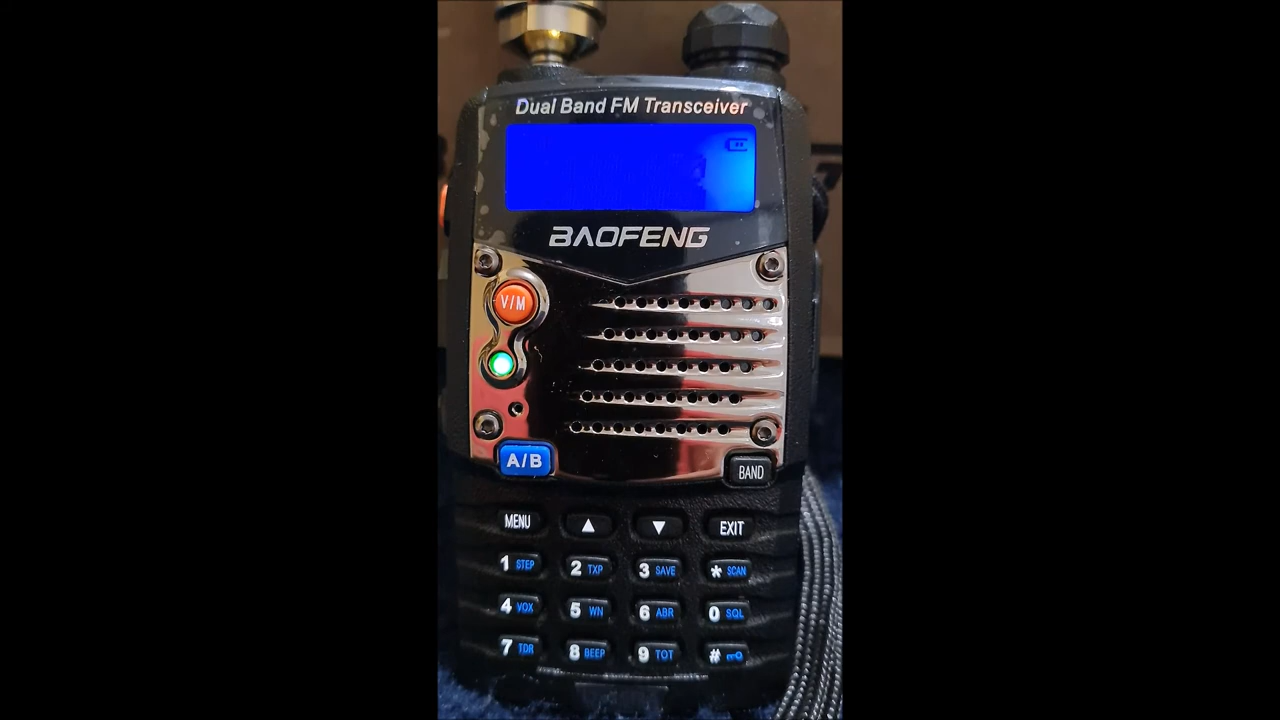 Dual Band FM Transceiver
BAOFENG
V/M
A/B
BAND
MENU ▲ ▼ EXIT
1 STEP 2 TXP 3 SAVE * SCAN
4 VOX 5 WN 6 ABR 0 SQL
7 TDR 8 BEEP 9 TOT #